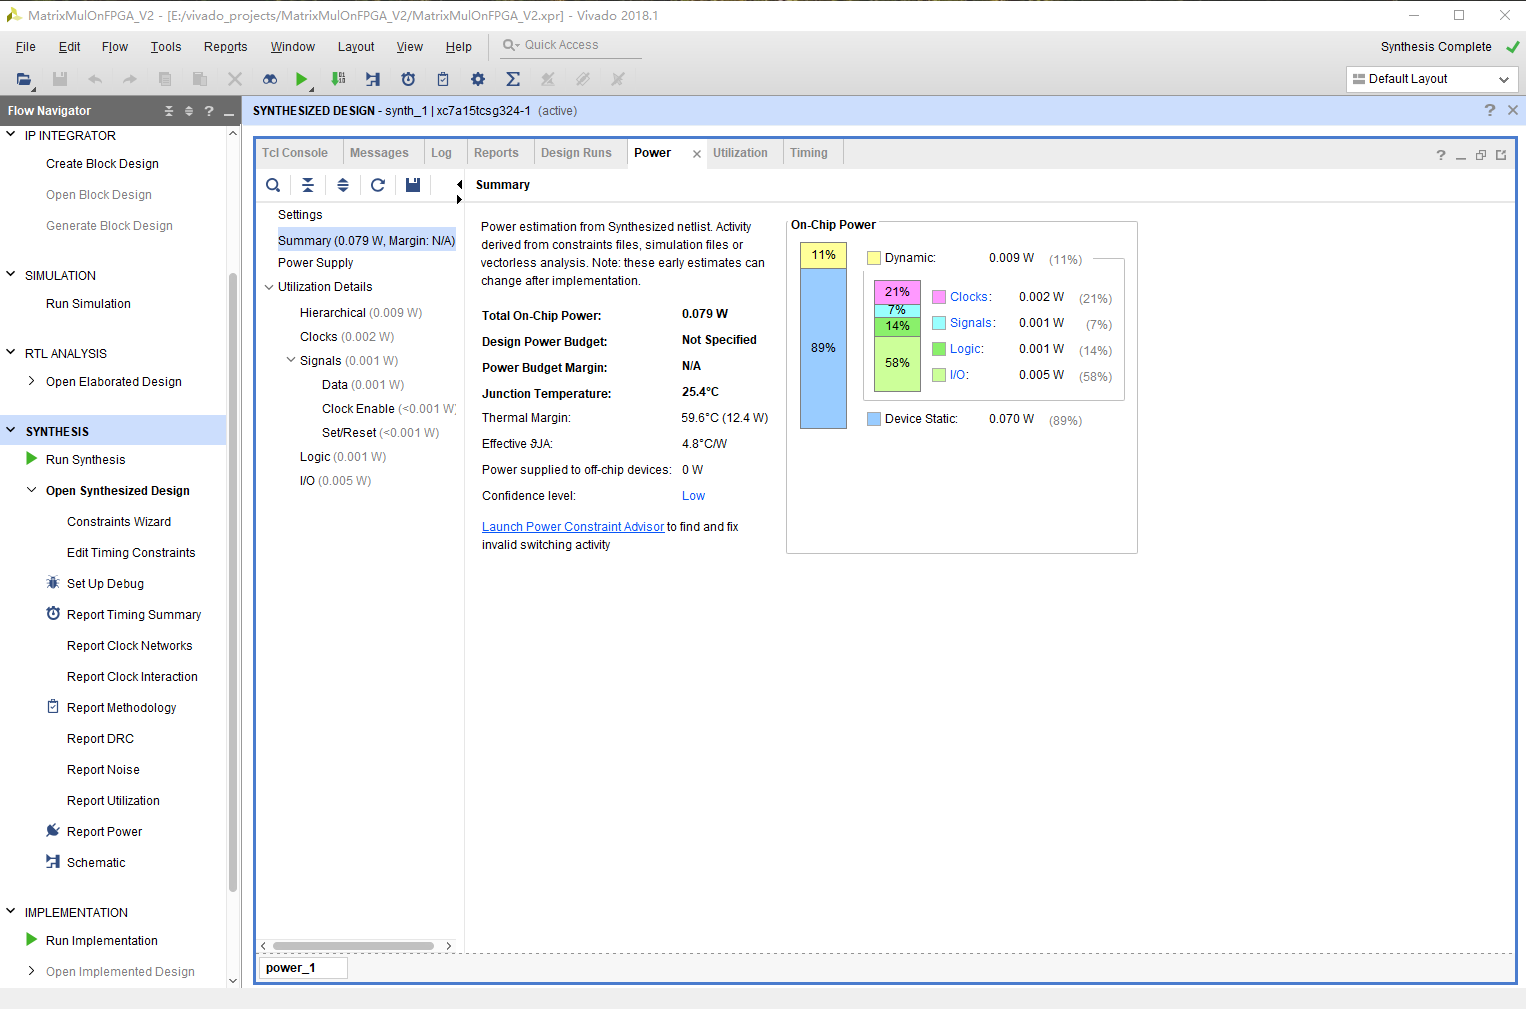 MatrixMulOnFPGA_V2 - [E:/vivado_projects/MatrixMulOnFPGA_V2/MatrixMulOnFPGA_V2.xpr] - Vivado 2018.1
File Edit Flow Tools Reports Window Layout View Help Quick Access
Synthesis Complete
Default Layout
Flow Navigator
SYNTHESIZED DESIGN - synth_1 | xc7a15tcsg324-1 (active)
IP INTEGRATOR
Create Block Design
Open Block Design
Generate Block Design
SIMULATION
Run Simulation
RTL ANALYSIS
Open Elaborated Design
SYNTHESIS
Run Synthesis
Open Synthesized Design
Constraints Wizard
Edit Timing Constraints
Set Up Debug
Report Timing Summary
Report Clock Networks
Report Clock Interaction
Report Methodology
Report DRC
Report Noise
Report Utilization
Report Power
Schematic
IMPLEMENTATION
Run Implementation
Open Implemented Design
Tcl Console Messages Log Reports Design Runs Power Utilization Timing
Settings
Summary (0.079 W, Margin: N/A)
Power Supply
Utilization Details
Hierarchical (0.009 W)
Clocks (0.002 W)
Signals (0.001 W)
Data (0.001 W)
Clock Enable (<0.001 W)
Set/Reset (<0.001 W)
Logic (0.001 W)
I/O (0.005 W)
Summary
Power estimation from Synthesized netlist. Activity
derived from constraints files, simulation files or
vectorless analysis. Note: these early estimates can
change after implementation.
Total On-Chip Power: 0.079 W
Design Power Budget: Not Specified
Power Budget Margin: N/A
Junction Temperature: 25.4°C
Thermal Margin: 59.6°C (12.4 W)
Effective ϑJA: 4.8°C/W
Power supplied to off-chip devices: 0 W
Confidence level: Low
Launch Power Constraint Advisor to find and fix
invalid switching activity
On-Chip Power
11%
89%
Dynamic: 0.009 W (11%)
21%
7%
14%
58%
Clocks: 0.002 W (21%)
Signals: 0.001 W (7%)
Logic: 0.001 W (14%)
I/O: 0.005 W (58%)
Device Static: 0.070 W (89%)
power_1